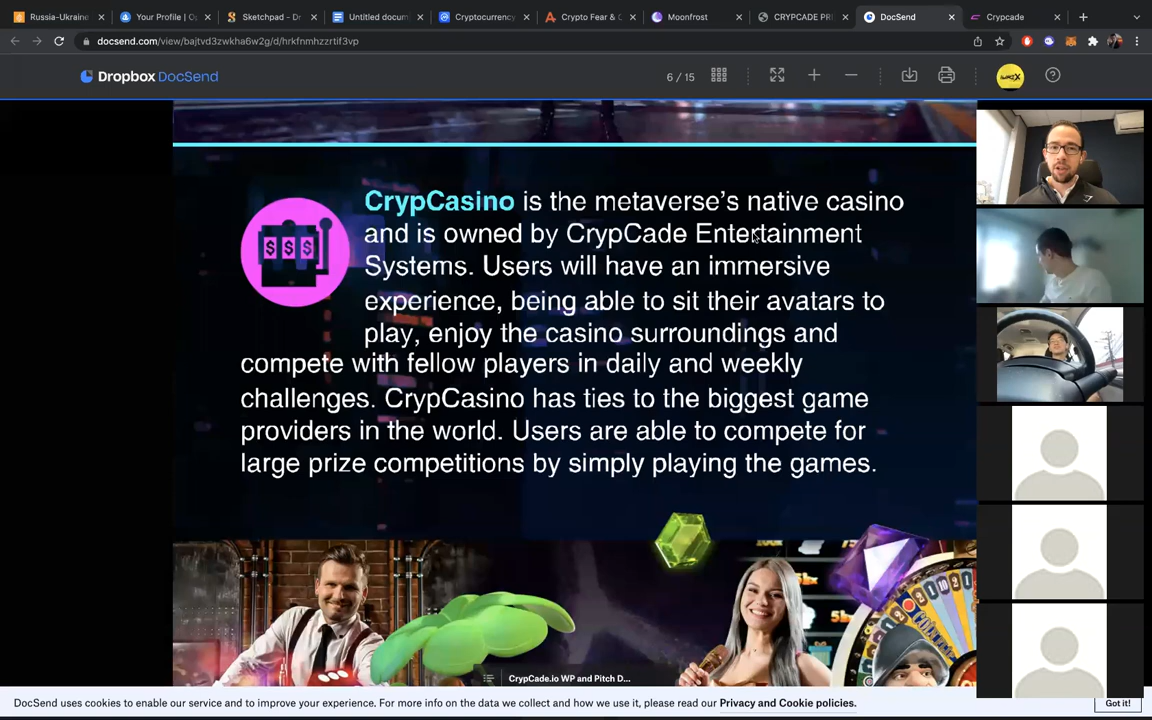 Russia-Ukraine
Your Profile | Op
Sketchpad - Dr
Untitled docum
Cryptocurrency
Crypto Fear & G
Moonfrost
CRYPCADE PR
DocSend
Crypcade
docsend.com/view/bajtvd3zwkha6w2g/d/hrkfnmhzzrtif3vp
Dropbox DocSend
6 / 15
CrypCasino is the metaverse's native casino
and is owned by CrypCade Entertainment
Systems. Users will have an immersive
experience, being able to sit their avatars to
play, enjoy the casino surroundings and
compete with fellow players in daily and weekly
challenges. CrypCasino has ties to the biggest game
providers in the world. Users are able to compete for
large prize competitions by simply playing the games.
$ $ $
CrypCade.io WP and Pitch D...
DocSend uses cookies to enable our service and to improve your experience. For more info on the data we collect and how we use it, please read our Privacy and Cookie policies.
Got it!